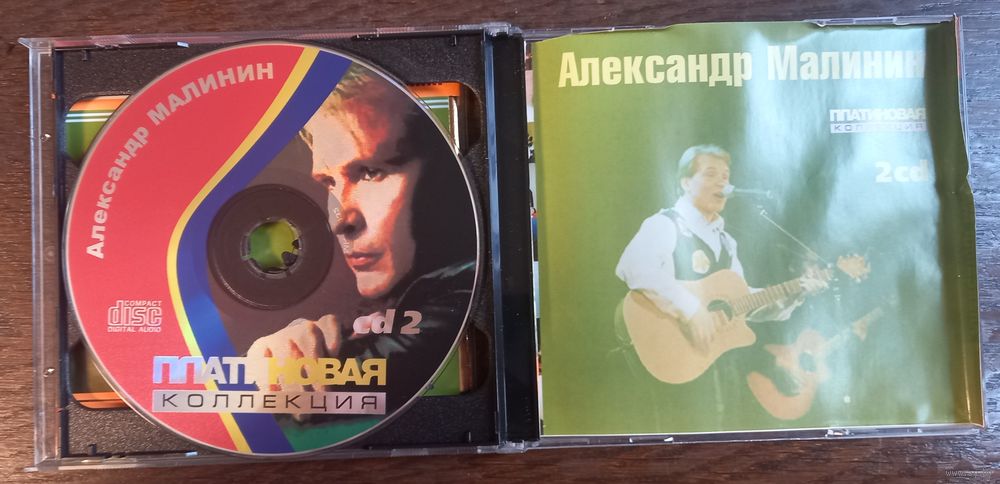 Александр МАЛИНИН
COMPACT
disc
DIGITAL AUDIO
cd 2
ПЛАТИНОВАЯ
КОЛЛЕКЦИЯ
Александр Малинин
ПЛАТИНОВАЯ
КОЛЛЕКЦИЯ
2cd